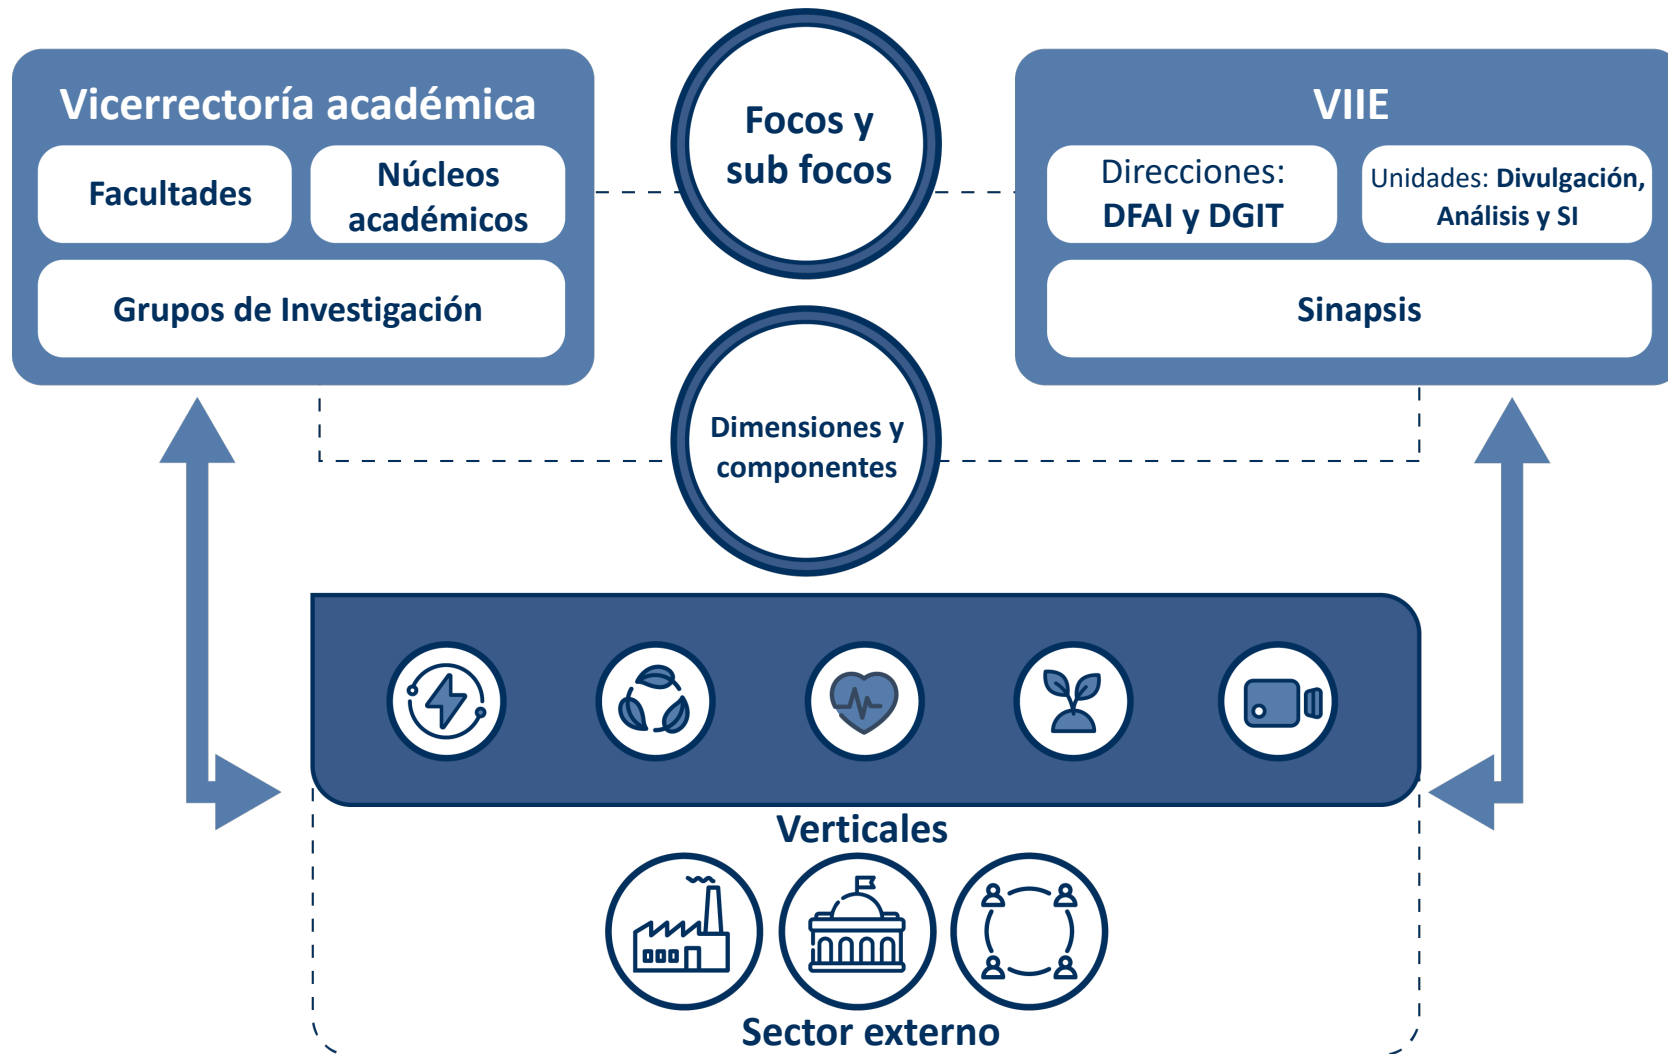 Vicerrectoría académica
Facultades
Núcleos
académicos
Grupos de Investigación
Focos y
sub focos
Dimensiones y
componentes
VIIE
Direcciones:
DFAI y DGIT
Unidades: Divulgación,
Análisis y SI
Sinapsis
Verticales
Sector externo